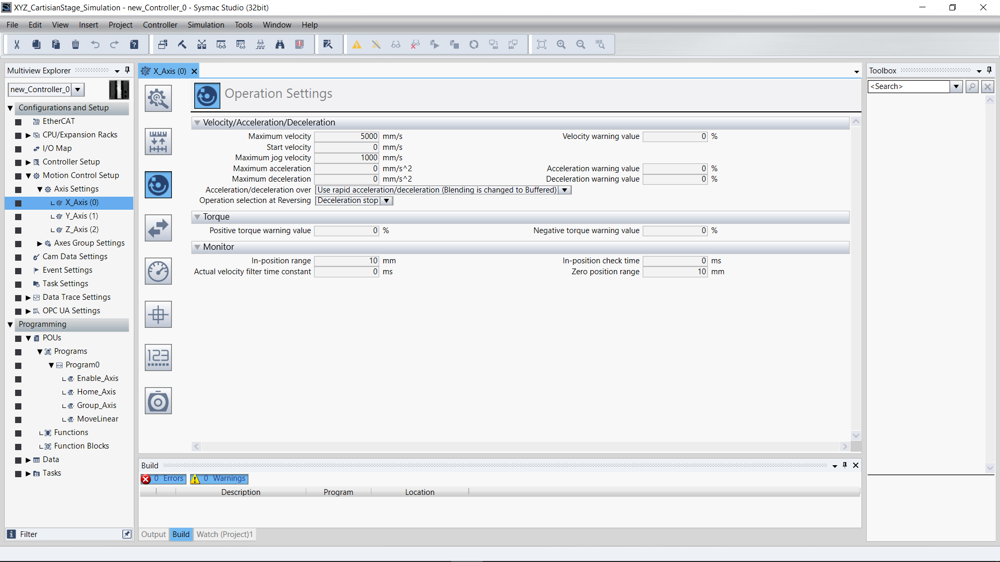 XYZ_CartisianStage_Simulation - new_Controller_0 - Sysmac Studio (32bit)
File Edit View Insert Project Controller Simulation Tools Window Help
Multiview Explorer
new_Controller_0
Configurations and Setup
EtherCAT
CPU/Expansion Racks
I/O Map
Controller Setup
Motion Control Setup
Axis Settings
X_Axis (0)
Y_Axis (1)
Z_Axis (2)
Axes Group Settings
Cam Data Settings
Event Settings
Task Settings
Data Trace Settings
OPC UA Settings
Programming
POUs
Programs
Program0
Enable_Axis
Home_Axis
Group_Axis
MoveLinear
Functions
Function Blocks
Data
Tasks
Filter
X_Axis (0)
123
Operation Settings
Velocity/Acceleration/Deceleration
Maximum velocity 5000 mm/s Velocity warning value 0 %
Start velocity 0 mm/s
Maximum jog velocity 1000 mm/s
Maximum acceleration 0 mm/s^2 Acceleration warning value 0 %
Maximum deceleration 0 mm/s^2 Deceleration warning value 0 %
Acceleration/deceleration over Use rapid acceleration/deceleration (Blending is changed to Buffered)
Operation selection at Reversing Deceleration stop
Torque
Positive torque warning value 0 % Negative torque warning value 0 %
Monitor
In-position range 10 mm In-position check time 0 ms
Actual velocity filter time constant 0 ms Zero position range 10 mm
Build
0 Errors 0 Warnings
Description Program Location
Output Build Watch (Project)1
Toolbox
<Search>